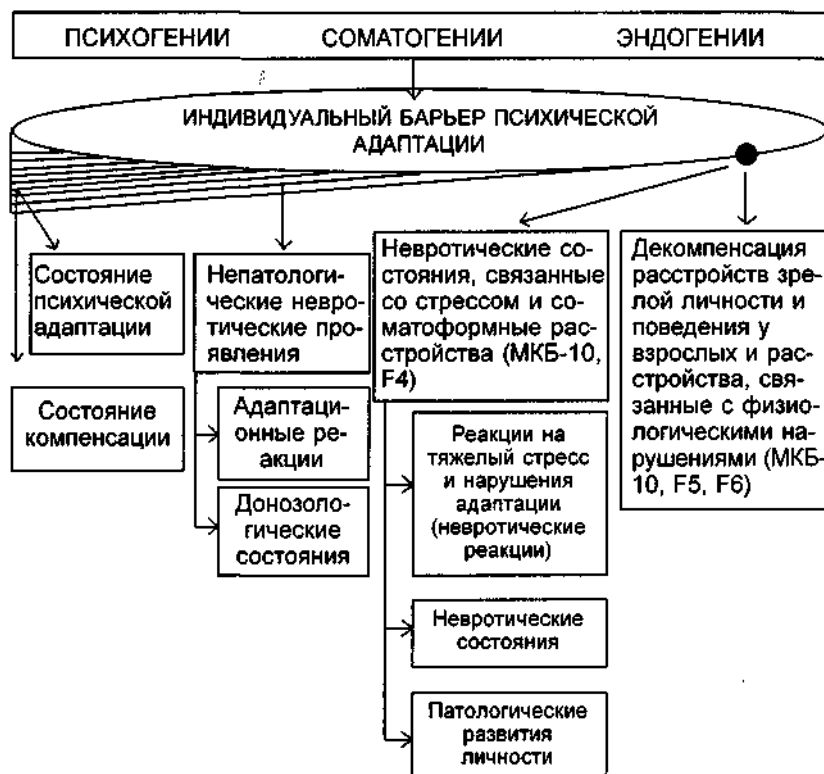 ПСИХОГЕНИИ СОМАТОГЕНИИ ЭНДОГЕНИИ
ИНДИВИДУАЛЬНЫЙ БАРЬЕР ПСИХИЧЕСКОЙ
АДАПТАЦИИ
Состояние
психической
адаптации
Состояние
компенсации
Непатологи-
ческие невро-
тические про-
явления
Адаптаци-
онные ре-
акции
Донозоло-
гические
состояния
Невротические со-
стояния, связанные
со стрессом и со-
матоформные рас-
стройства (МКБ-10,
F4)
Реакции на
тяжелый стресс
и нарушения
адаптации
(невротические
реакции)
Невротические
состояния
Патологические
развития
личности
Декомпенсация
расстройств зре-
лой личности и
поведения у
взрослых и рас-
стройства, свя-
занные с физио-
логическими на-
рушениями (МКБ-
10, F5, F6)